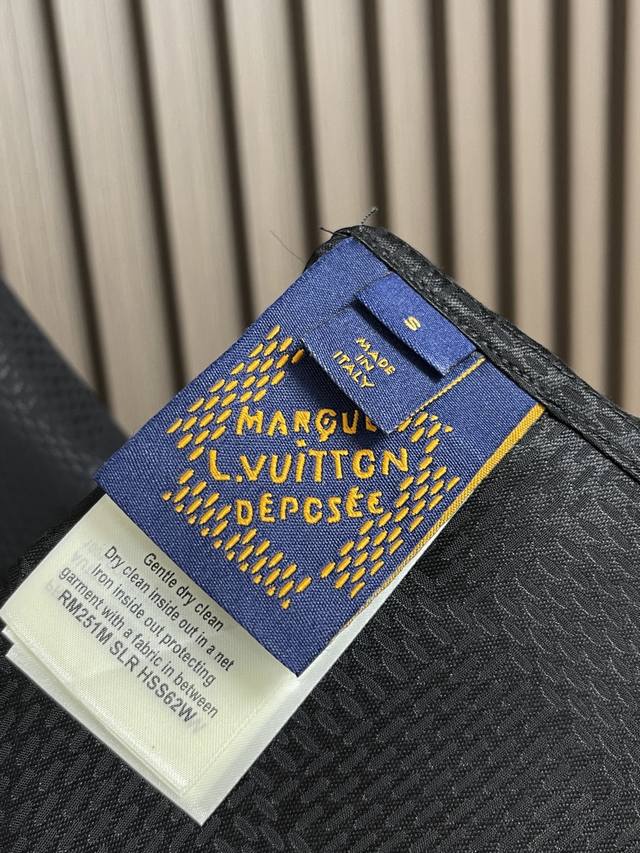 S
MADE
IN
ITALY
MARQUE
L.VUITTON
DÉPOSÉE
Gentle dry clean
Dry clean inside out in a net
Iron inside out protecting
garment with a fabric in between
RM251M SLR HSS62W